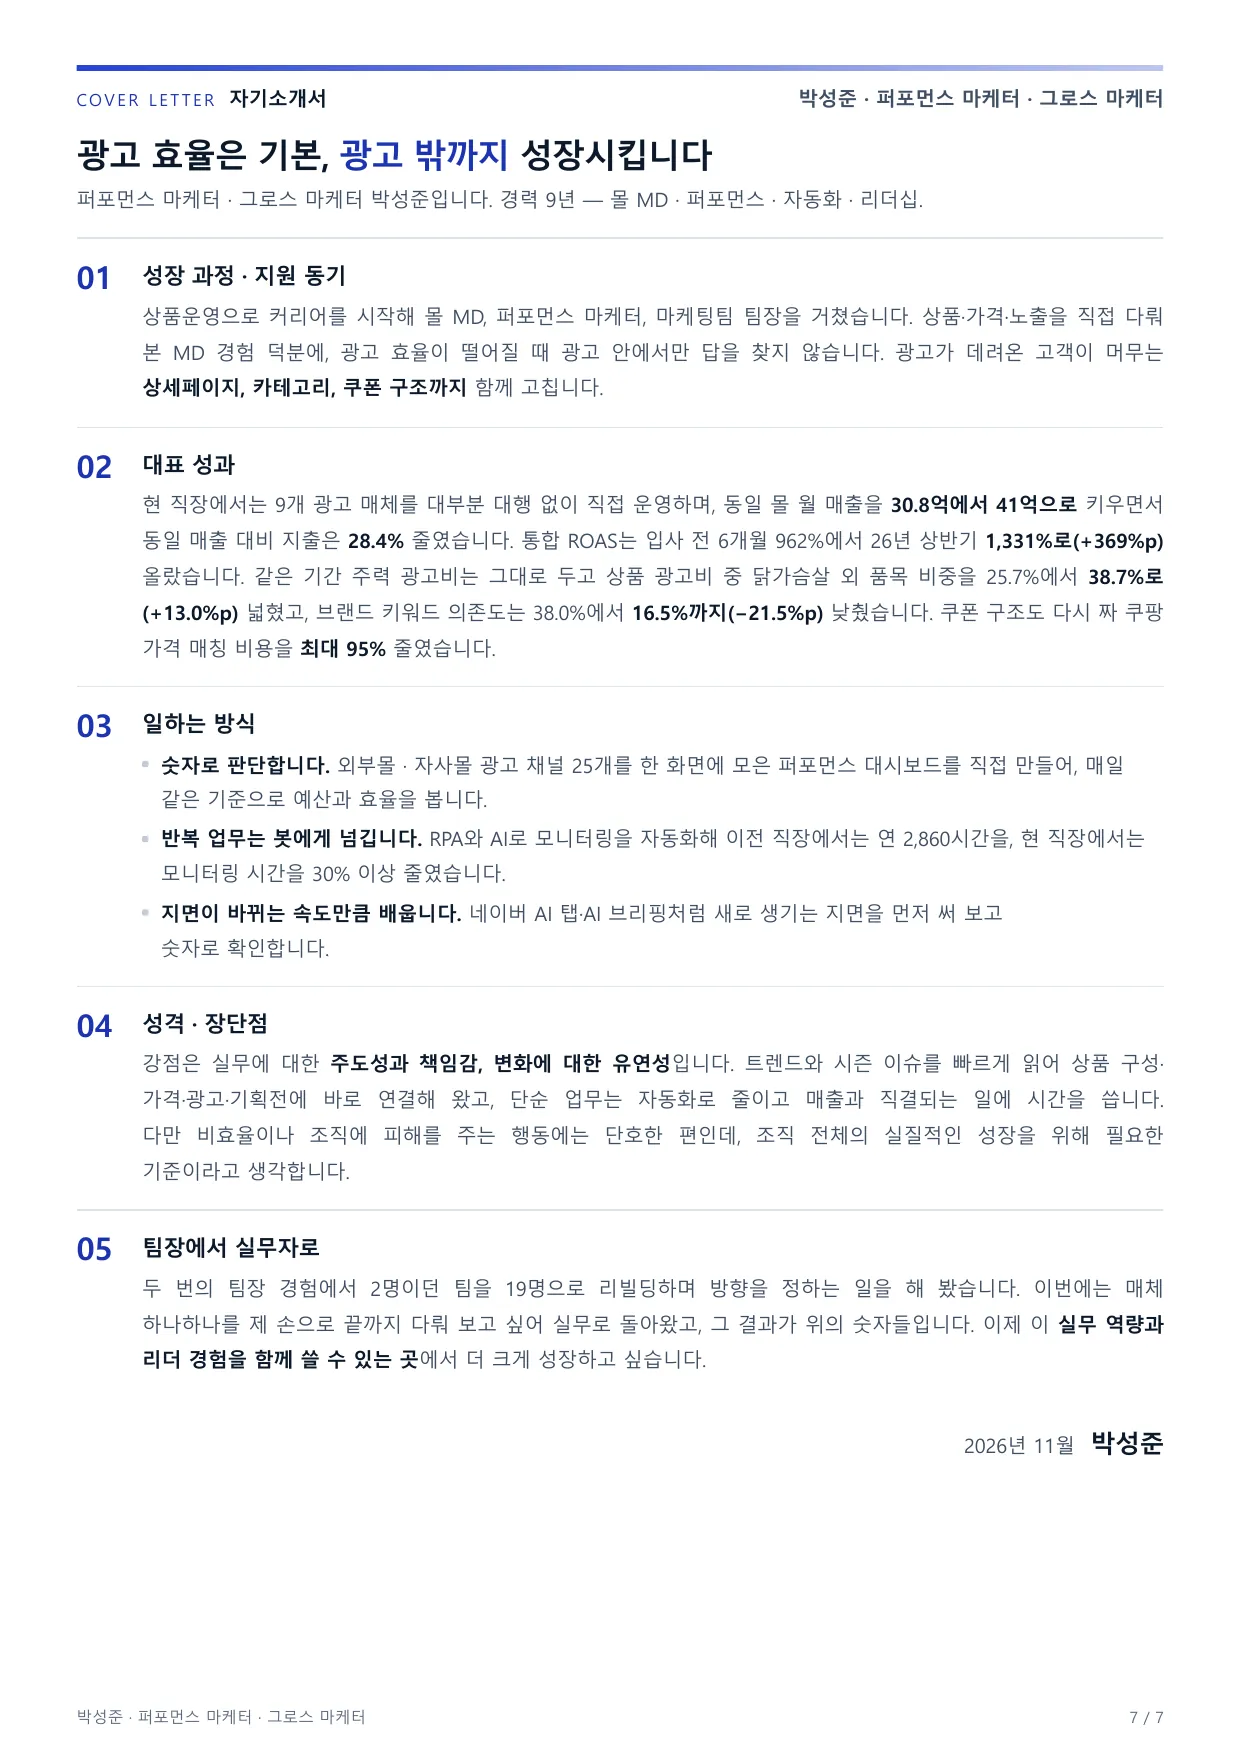 COVER LETTER 자기소개서
박성준 · 퍼포먼스 마케터 · 그로스 마케터
광고 효율은 기본, 광고 밖까지 성장시킵니다
퍼포먼스 마케터 · 그로스 마케터 박성준입니다. 경력 9년 — 몰 MD · 퍼포먼스 · 자동화 · 리더십.
01 성장 과정 · 지원 동기
상품운영으로 커리어를 시작해 몰 MD, 퍼포먼스 마케터, 마케팅팀 팀장을 거쳤습니다. 상품·가격·노출을 직접 다뤄
본 MD 경험 덕분에, 광고 효율이 떨어질 때 광고 안에서만 답을 찾지 않습니다. 광고가 데려온 고객이 머무는
상세페이지, 카테고리, 쿠폰 구조까지 함께 고칩니다.
02 대표 성과
현 직장에서는 9개 광고 매체를 대부분 대행 없이 직접 운영하며, 동일 몰 월 매출을 30.8억에서 41억으로 키우면서
동일 매출 대비 지출은 28.4% 줄였습니다. 통합 ROAS는 입사 전 6개월 962%에서 26년 상반기 1,331%로(+369%p)
올랐습니다. 같은 기간 주력 광고비는 그대로 두고 상품 광고비 중 닭가슴살 외 품목 비중을 25.7%에서 38.7%로
(+13.0%p) 넓혔고, 브랜드 키워드 의존도는 38.0%에서 16.5%까지(−21.5%p) 낮췄습니다. 쿠폰 구조도 다시 짜 쿠팡
가격 매칭 비용을 최대 95% 줄였습니다.
03 일하는 방식
숫자로 판단합니다. 외부몰 · 자사몰 광고 채널 25개를 한 화면에 모은 퍼포먼스 대시보드를 직접 만들어, 매일
같은 기준으로 예산과 효율을 봅니다.
반복 업무는 봇에게 넘깁니다. RPA와 AI로 모니터링을 자동화해 이전 직장에서는 연 2,860시간을, 현 직장에서는
모니터링 시간을 30% 이상 줄였습니다.
지면이 바뀌는 속도만큼 배웁니다. 네이버 AI 탭·AI 브리핑처럼 새로 생기는 지면을 먼저 써 보고
숫자로 확인합니다.
04 성격 · 장단점
강점은 실무에 대한 주도성과 책임감, 변화에 대한 유연성입니다. 트렌드와 시즌 이슈를 빠르게 읽어 상품 구성·
가격·광고·기획전에 바로 연결해 왔고, 단순 업무는 자동화로 줄이고 매출과 직결되는 일에 시간을 씁니다.
다만 비효율이나 조직에 피해를 주는 행동에는 단호한 편인데, 조직 전체의 실질적인 성장을 위해 필요한
기준이라고 생각합니다.
05 팀장에서 실무자로
두 번의 팀장 경험에서 2명이던 팀을 19명으로 리빌딩하며 방향을 정하는 일을 해 봤습니다. 이번에는 매체
하나하나를 제 손으로 끝까지 다뤄 보고 싶어 실무로 돌아왔고, 그 결과가 위의 숫자들입니다. 이제 이 실무 역량과
리더 경험을 함께 쓸 수 있는 곳에서 더 크게 성장하고 싶습니다.
2026년 11월 박성준
박성준 · 퍼포먼스 마케터 · 그로스 마케터
7 / 7